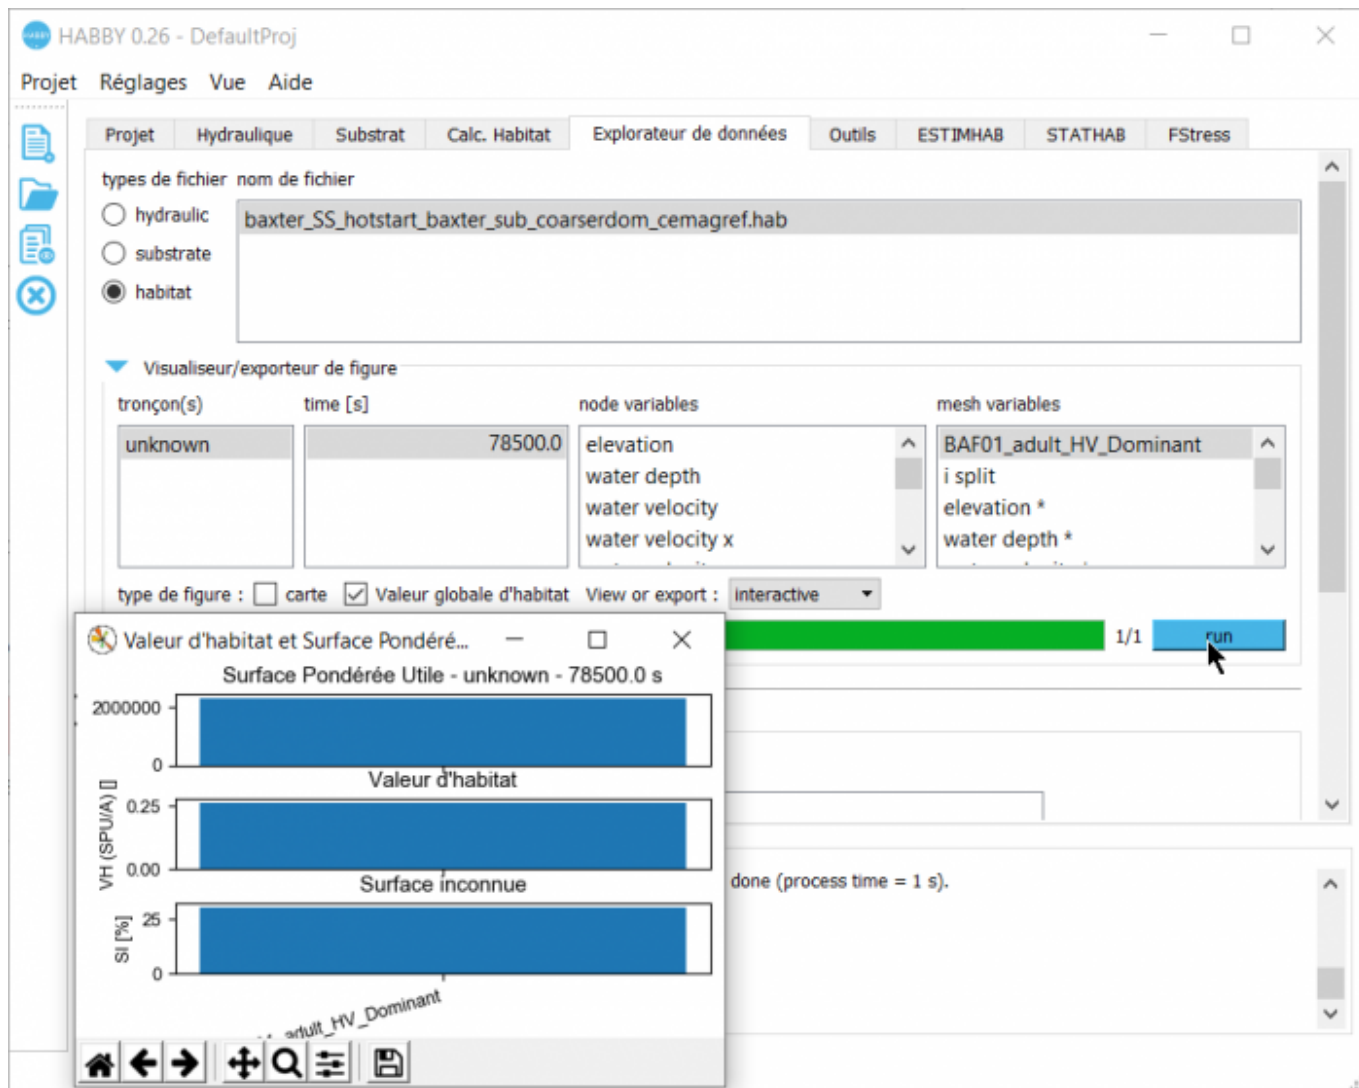 HABBY 0.26 - DefaultProj
Projet Réglages Vue Aide
Projet Hydraulique Substrat Calc. Habitat Explorateur de données Outils ESTIMHAB STATHAB FStress
types de fichier nom de fichier
hydraulic
baxter_SS_hotstart_baxter_sub_coarserdom_cemagref.hab
substrate
habitat
Visualiseur/exporteur de figure
tronçon(s) time [s] node variables mesh variables
unknown 78500.0 elevation BAF01_adult_HV_Dominant
water depth i split
water velocity elevation *
water velocity x water depth *
type de figure : carte Valeur globale d'habitat View or export : interactive
1/1 run
Valeur d'habitat et Surface Pondéré...
Surface Pondérée Utile - unknown - 78500.0 s
2000000
0
Valeur d'habitat
VH (SPU/A) []
0.25
0.00
Surface inconnue
SI [%]
25
0
_adult_HV_Dominant
done (process time = 1 s).